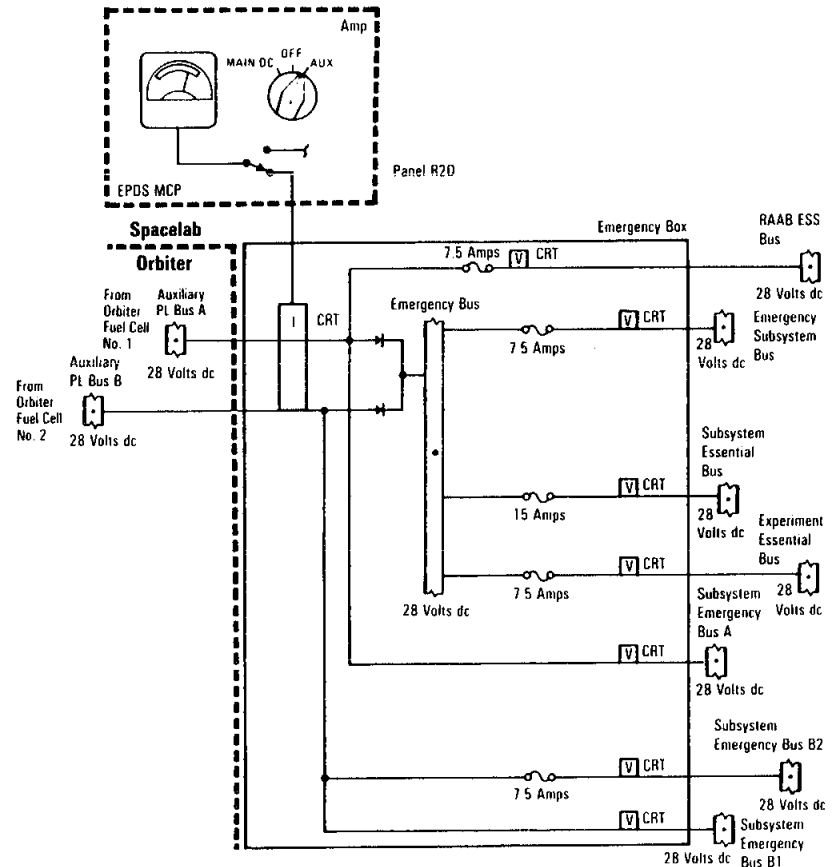 Amp
OFF
MAIN DC
AUX
EPDS MCP
Panel R2D
Spacelab
Orbiter
Emergency Box
RAAB ESS
Bus
28 Volts dc
7.5 Amps
V
CRT
From
Orbiter
Fuel Cell
No. 1
Auxiliary
PL Bus A
28 Volts dc
I
CRT
Emergency Bus
7 5 Amps
V
CRT
28
Volts dc
Emergency
Subsystem
Bus
From
Orbiter
Fuel Cell
No. 2
Auxiliary
PL Bus B
28 Volts dc
Subsystem
Essential
Bus
15 Amps
V
CRT
28
Volts dc
Experiment
Essential
Bus
7 5 Amps
V
CRT
28
Volts dc
28 Volts dc
Subsystem
Emergency
Bus A
V
CRT
28 Volts dc
Subsystem
Emergency Bus B2
7 5 Amps
V
CRT
28 Volts dc
V
CRT
Subsystem
Emergency
Bus B1
28 Volts dc